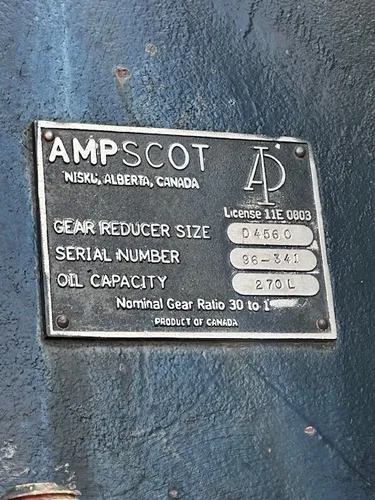 AMPSCOT
NISKU, ALBERTA, CANADA
AP
License 11E 0803
GEAR REDUCER SIZE D456C
SERIAL NUMBER 96-341
OIL CAPACITY 270 L
Nominal Gear Ratio 30 to 1
PRODUCT OF CANADA